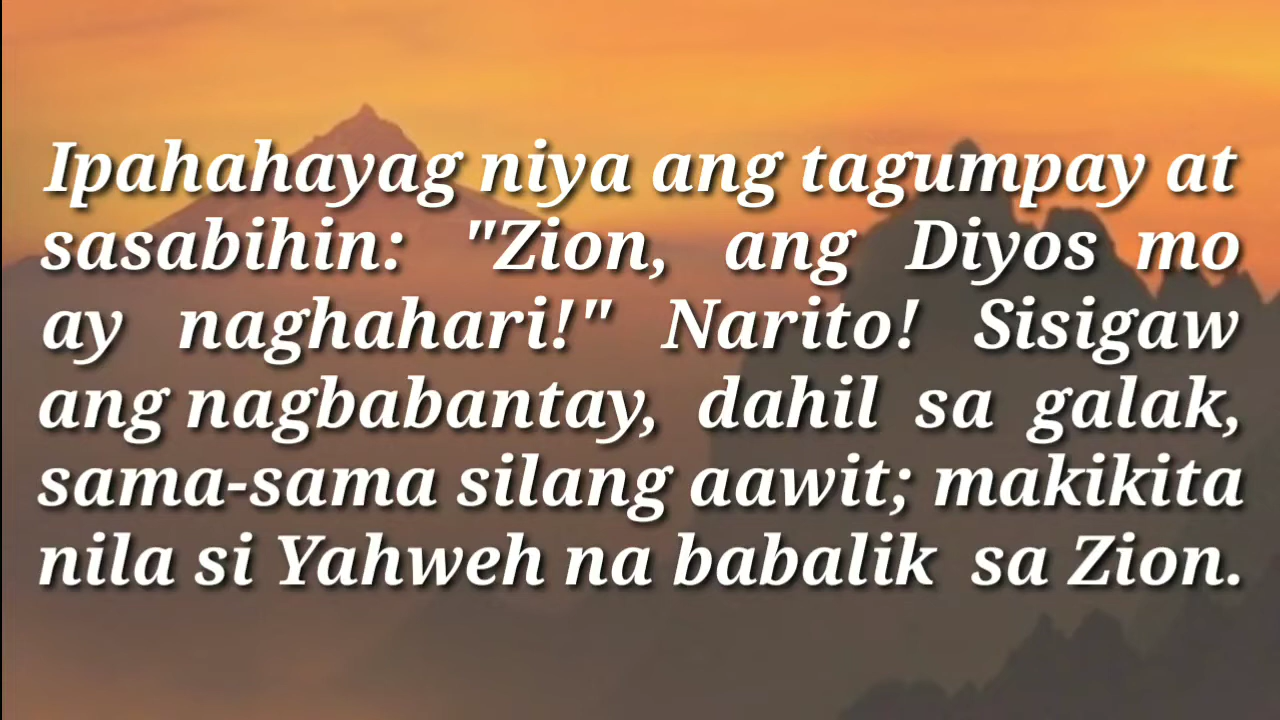 Ipahahayag niya ang tagumpay at
sasabihin: "Zion, ang Diyos mo
ay naghahari!" Narito! Sisigaw
ang nagbabantay, dahil sa galak,
sama-sama silang aawit; makikita
nila si Yahweh na babalik sa Zion.